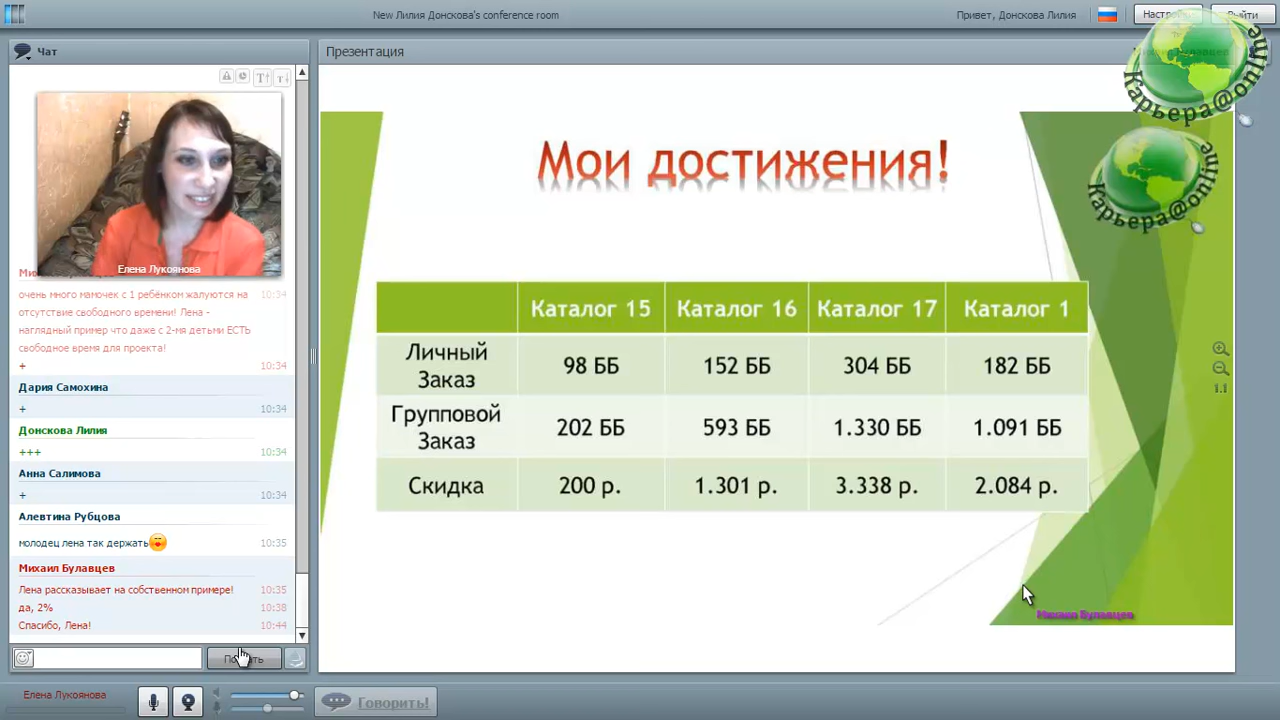 New Лилия Донскова's conference room
Привет, Донскова Лилия
Выйти
Чат
Презентация
Карьера@online
Карьера@online
Елена Лукоянова
очень много мамочек с 1 ребёнком жалуются на
10:34
отсутствие свободного времени! Лена -
наглядный пример что даже с 2-мя детьми ЕСТЬ
свободное время для проекта!
+
10:34
Дария Самохина
+
10:34
Донскова Лилия
+++
10:34
Анна Салимова
+
10:34
Алевтина Рубцова
молодец лена так держать
10:35
Михаил Булавцев
Лена рассказывает на собственном примере!
10:35
да, 2%
10:38
Спасибо, Лена!
10:44
Елена Лукоянова
Говорить!
Мои достижения!
Каталог 15 Каталог 16 Каталог 17 Каталог 1
Личный Заказ 98 ББ 152 ББ 304 ББ 182 ББ
Групповой Заказ 202 ББ 593 ББ 1.330 ББ 1.091 ББ
Скидка 200 р. 1.301 р. 3.338 р. 2.084 р.
Михаил Булавцев
1:1